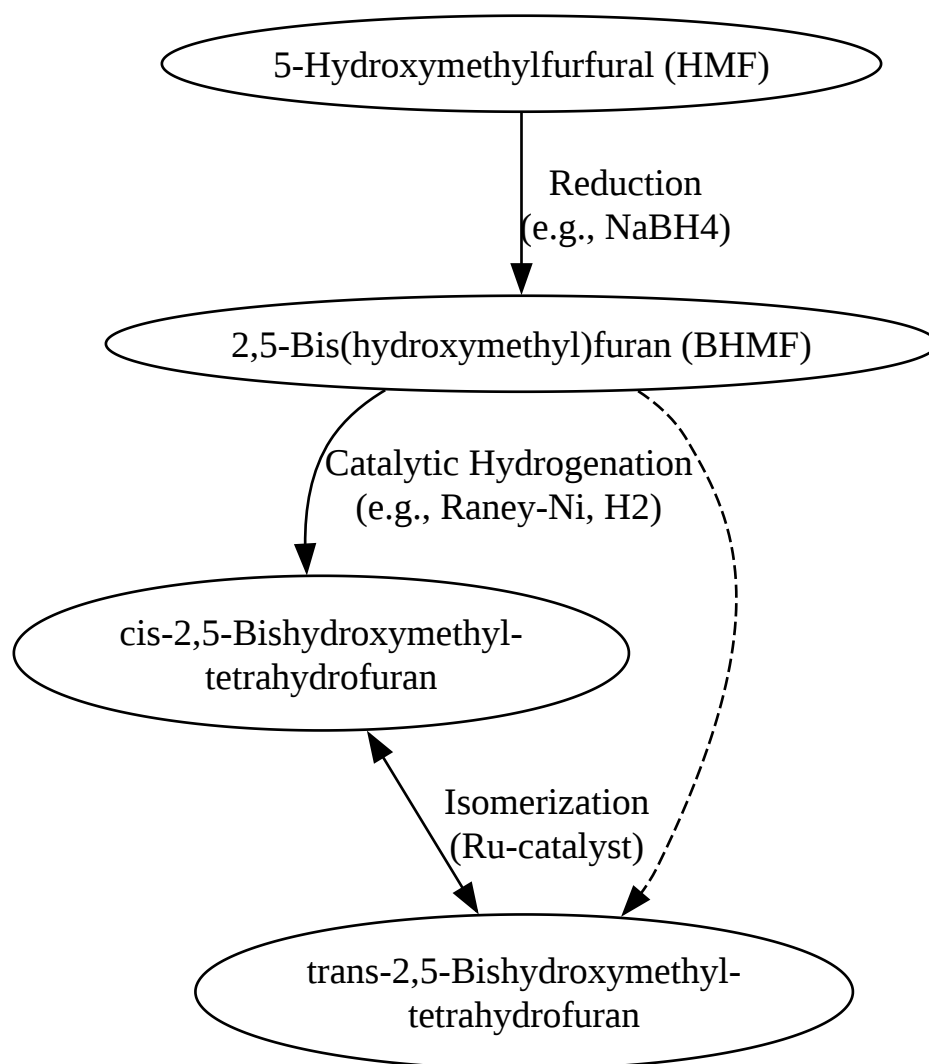 5-Hydroxymethylfurfural (HMF)
Reduction
(e.g., NaBH4)
2,5-Bis(hydroxymethyl)furan (BHMF)
Catalytic Hydrogenation
(e.g., Raney-Ni, H2)
cis-2,5-Bishydroxymethyl-
tetrahydrofuran
Isomerization
(Ru-catalyst)
trans-2,5-Bishydroxymethyl-
tetrahydrofuran